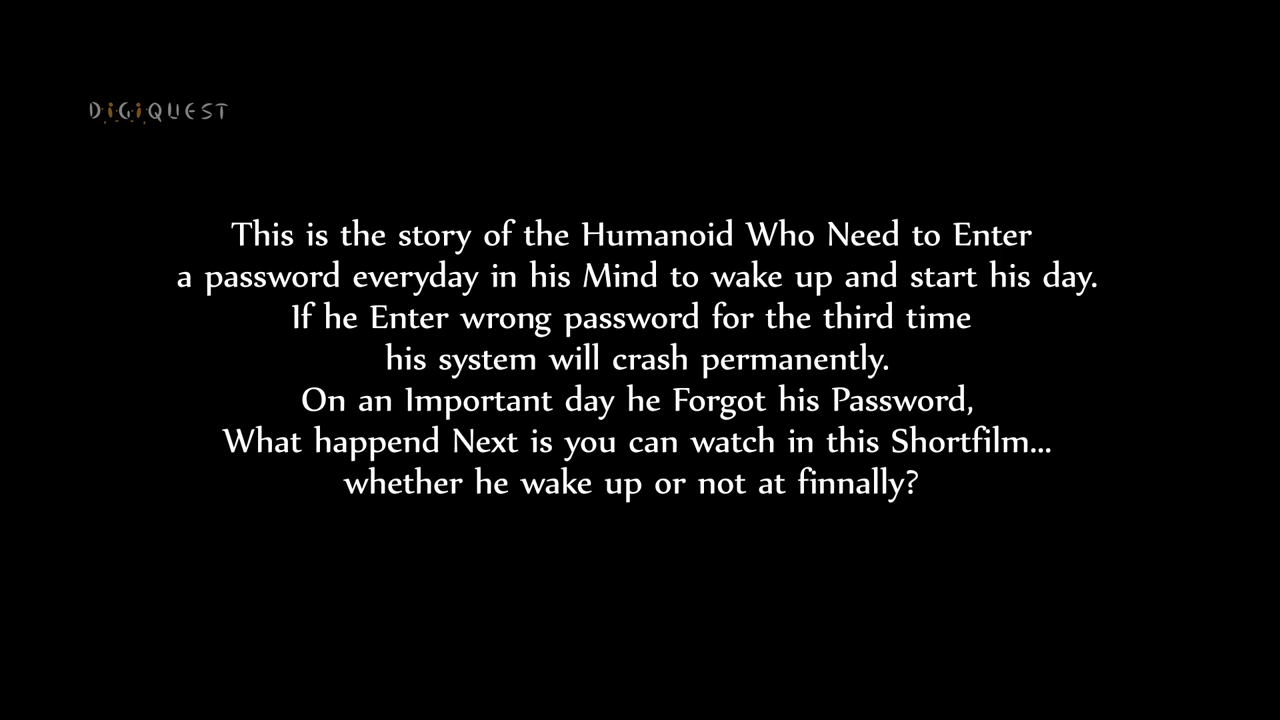 DiGiQUEST
This is the story of the Humanoid Who Need to Enter
a password everyday in his Mind to wake up and start his day.
If he Enter wrong password for the third time
his system will crash permanently.
On an Important day he Forgot his Password,
What happend Next is you can watch in this Shortfilm...
whether he wake up or not at finnally?